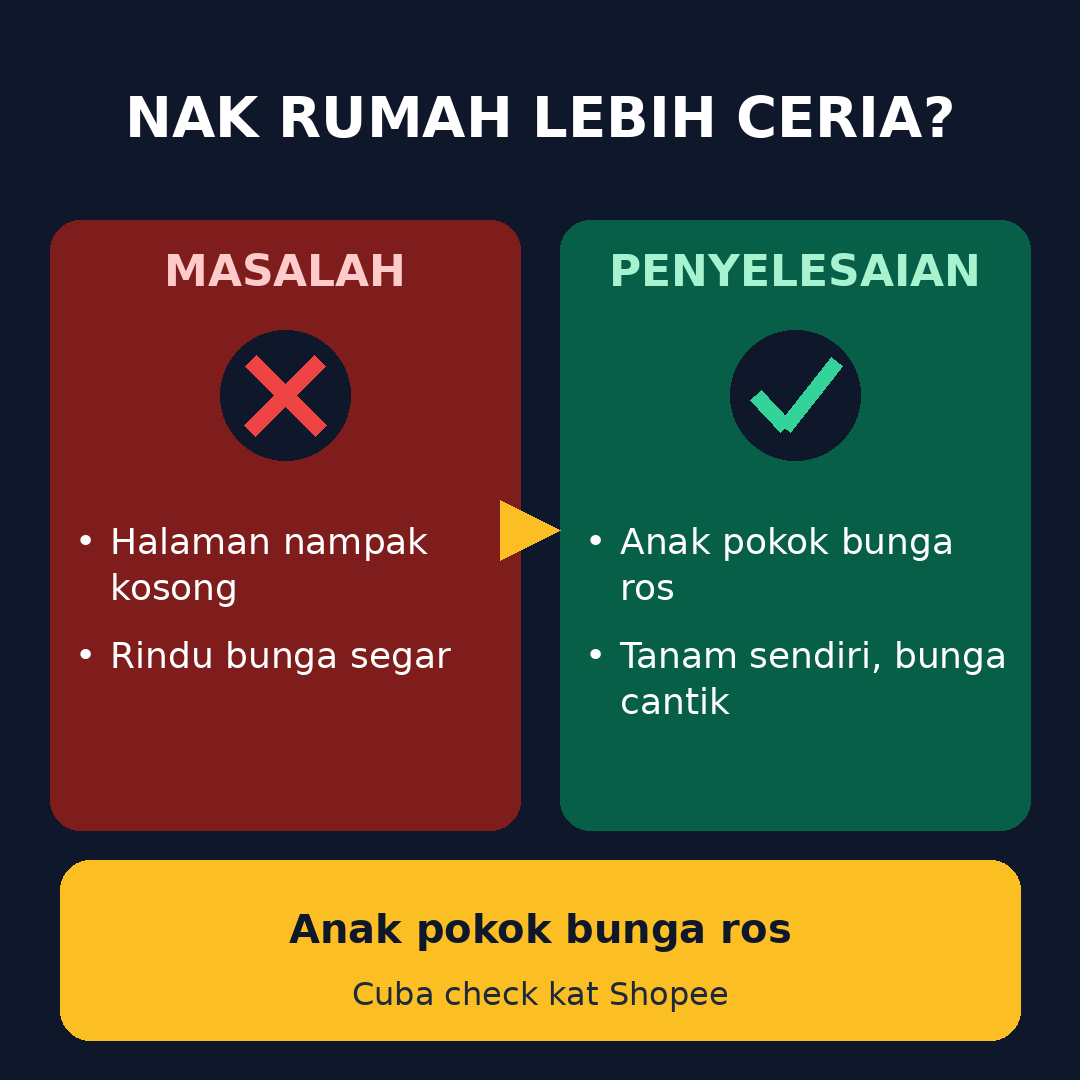 NAK RUMAH LEBIH CERIA?
MASALAH
• Halaman nampak
kosong
• Rindu bunga segar
PENYELESAIAN
• Anak pokok bunga
ros
• Tanam sendiri, bunga
cantik
Anak pokok bunga ros
Cuba check kat Shopee